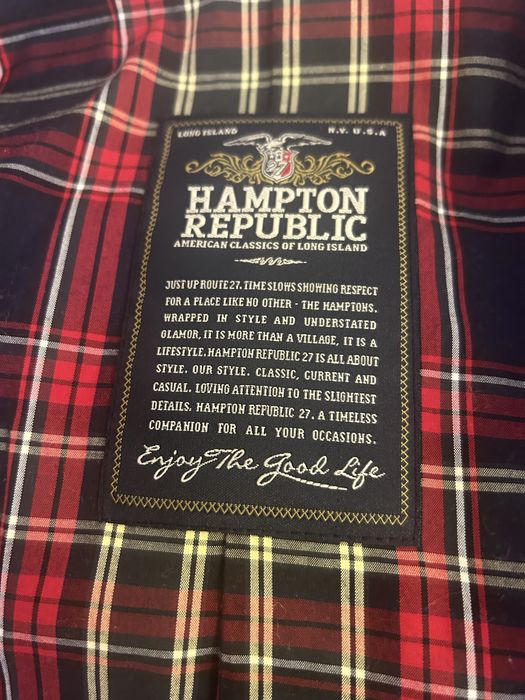 LONG ISLAND N.Y. U.S.A
27
HAMPTON
REPUBLIC
AMERICAN CLASSICS OF LONG ISLAND
JUST UP ROUTE 27. TIME SLOWS SHOWING RESPECT
FOR A PLACE LIKE NO OTHER - THE HAMPTONS.
WRAPPED IN STYLE AND UNDERSTATED
GLAMOR, IT IS MORE THAN A VILLAGE, IT IS A
LIFESTYLE. HAMPTON REPUBLIC 27 IS ALL ABOUT
STYLE. OUR STYLE. CLASSIC, CURRENT AND
CASUAL. LOVING ATTENTION TO THE SLIGHTEST
DETAILS. HAMPTON REPUBLIC 27. A TIMELESS
COMPANION FOR ALL YOUR OCCASIONS.
Enjoy The Good Life